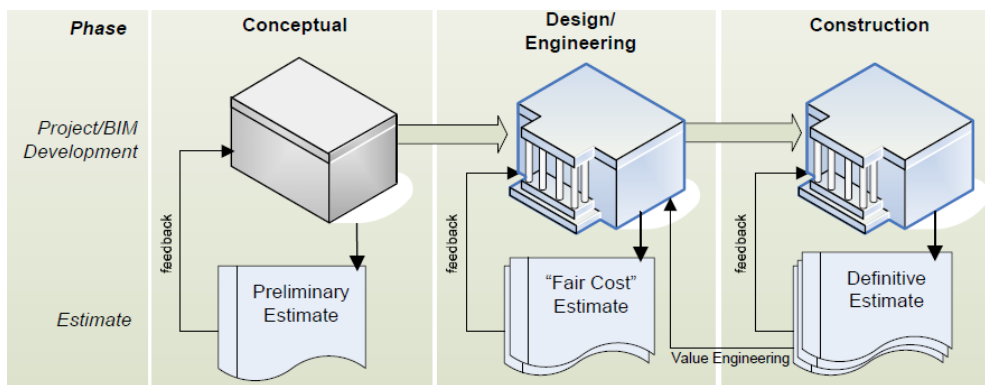 Phase
Conceptual
Design/
Engineering
Construction
Project/BIM
Development
feedback
feedback
feedback
Estimate
Preliminary
Estimate
“Fair Cost”
Estimate
Value Engineering
Definitive
Estimate